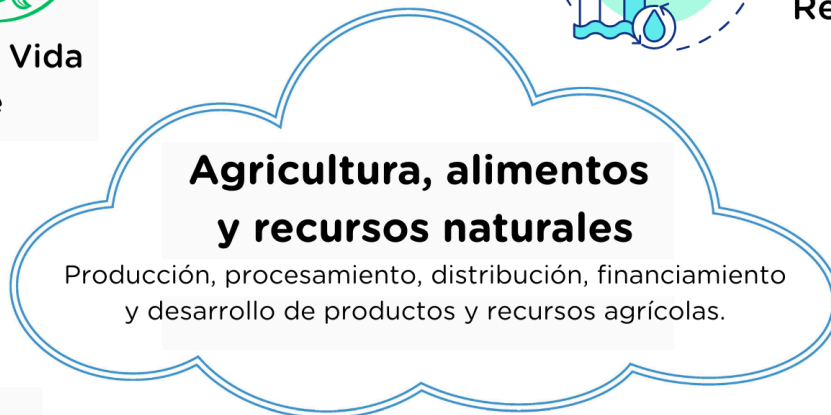 Re
Vida
e
Agricultura, alimentos
y recursos naturales
Producción, procesamiento, distribución, financiamiento
y desarrollo de productos y recursos agrícolas.